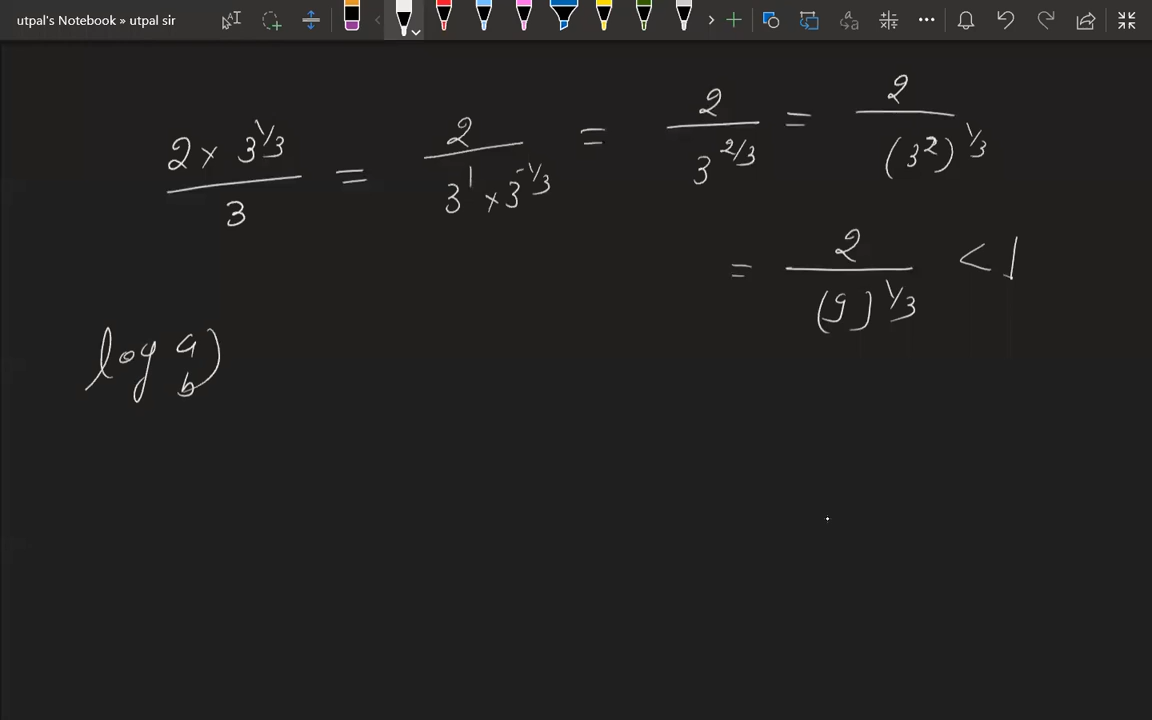 utpal's Notebook » utpal sir
2 × 3^1/3 / 3 = 2 / 3^1 × 3^-1/3 = 2 / 3^2/3 = 2 / (3^2)^1/3
= 2 / (9)^1/3 < 1
log a b)